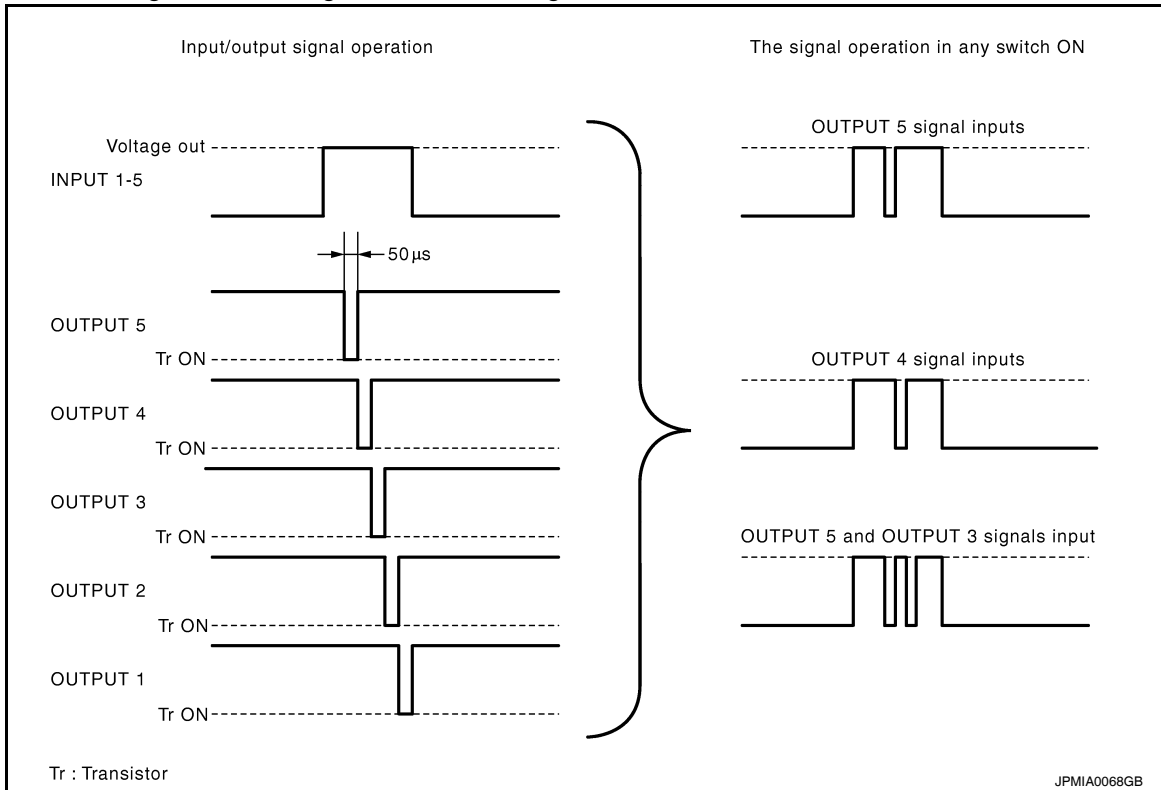 Input/output signal operation
The signal operation in any switch ON
Voltage out
INPUT 1-5
50 µs
OUTPUT 5
Tr ON
OUTPUT 4
Tr ON
OUTPUT 3
Tr ON
OUTPUT 2
Tr ON
OUTPUT 1
Tr ON
OUTPUT 5 signal inputs
OUTPUT 4 signal inputs
OUTPUT 5 and OUTPUT 3 signals input
Tr : Transistor
JPMIA0068GB